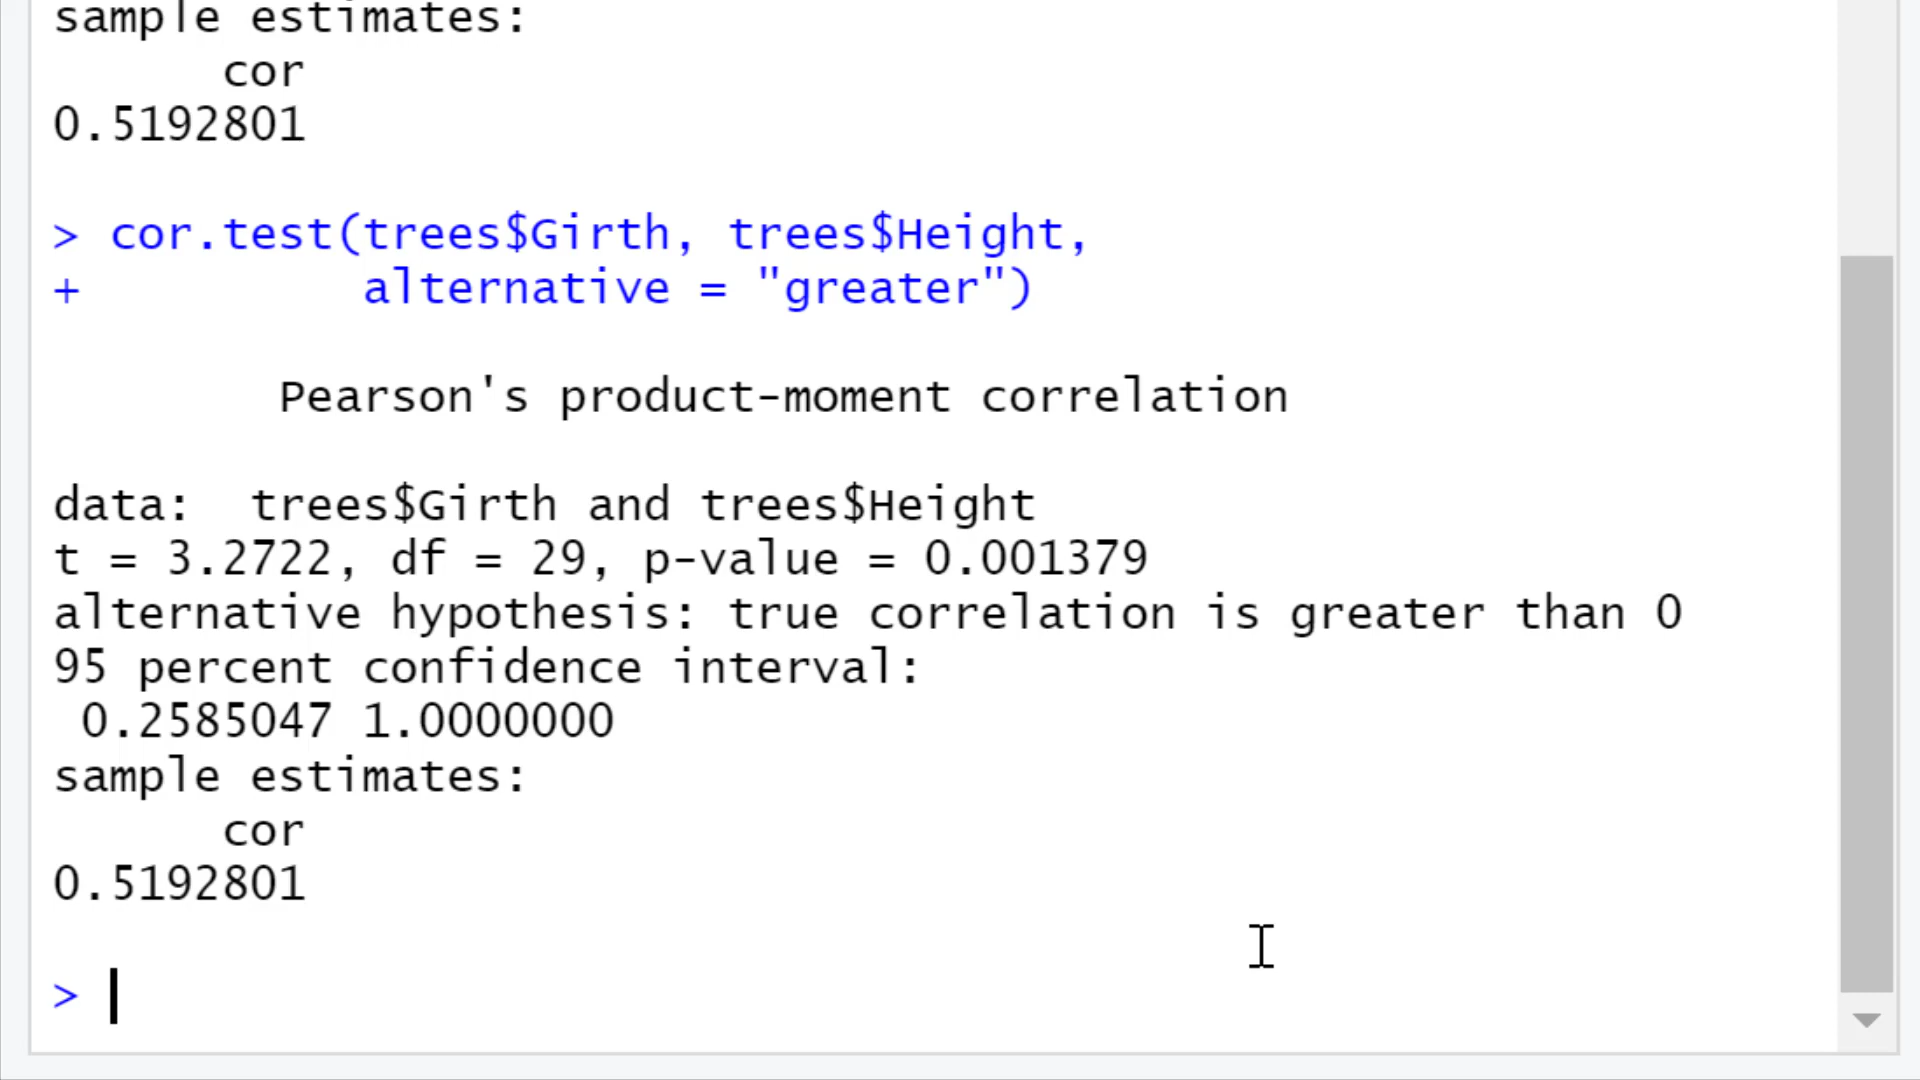 sample estimates:
      cor
0.5192801

> cor.test(trees$Girth, trees$Height,
+          alternative = "greater")

        Pearson's product-moment correlation

data:  trees$Girth and trees$Height
t = 3.2722, df = 29, p-value = 0.001379
alternative hypothesis: true correlation is greater than 0
95 percent confidence interval:
 0.2585047 1.0000000
sample estimates:
      cor
0.5192801

>